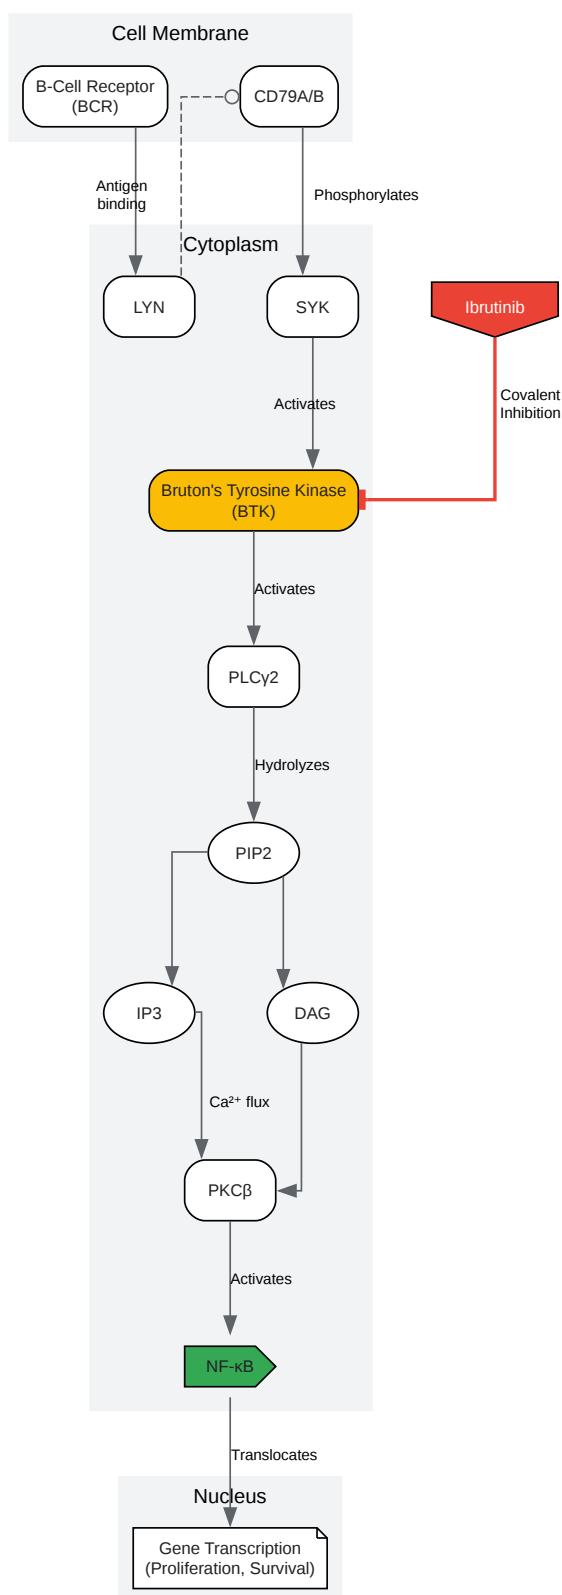 Cell Membrane
B-Cell Receptor
(BCR)
CD79A/B
Antigen
binding
Phosphorylates
Cytoplasm
LYN
SYK
Ibrutinib
Activates
Covalent
Inhibition
Bruton's Tyrosine Kinase
(BTK)
Activates
PLCγ2
Hydrolyzes
PIP2
IP3
DAG
Ca²⁺ flux
PKCβ
Activates
NF-κB
Translocates
Nucleus
Gene Transcription
(Proliferation, Survival)